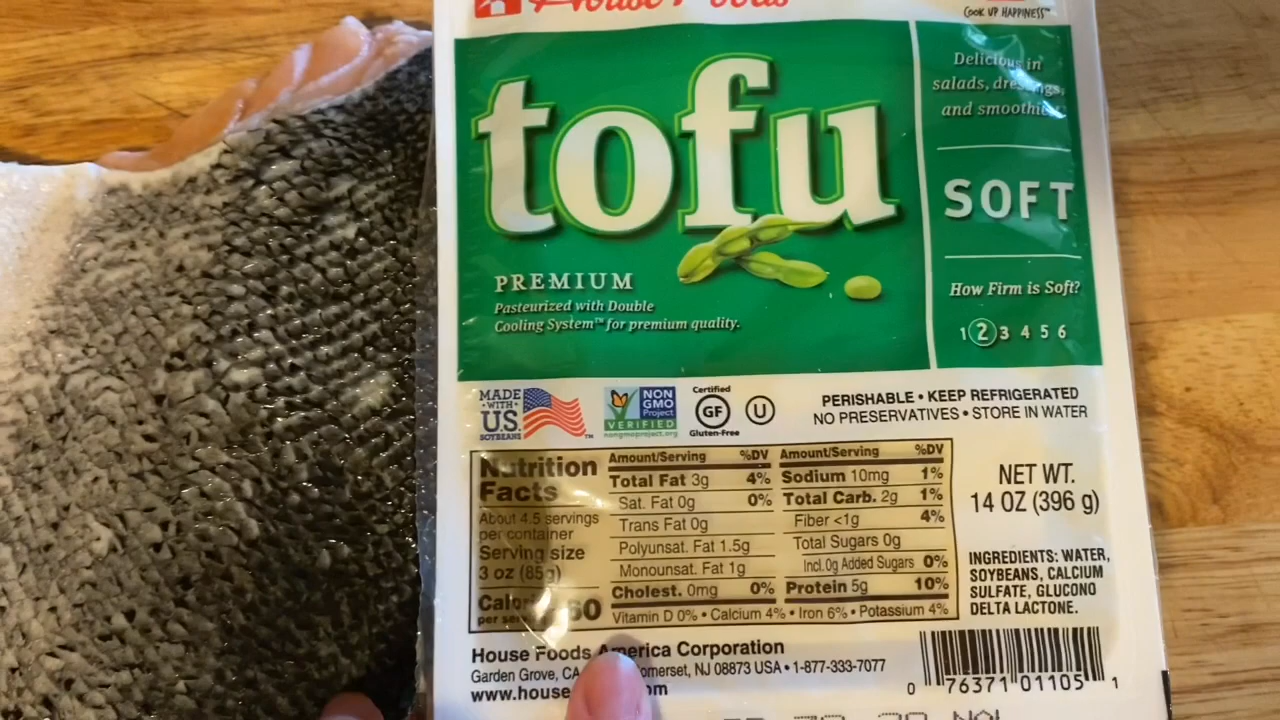 House Foods
COOK UP HAPPINESS™
tofu
PREMIUM
Pasteurized with Double
Cooling System™ for premium quality.
Delicious in
salads,
and
SOFT
How Firm is Soft?
1 2 3 4 5 6
MADE
WITH
U.S.
SOYBEANS
™
NON
GMO
Project
VERIFIED
nongmoproject.org
Certified
GF
Gluten-Free
U
PERISHABLE • KEEP REFRIGERATED
NO PRESERVATIVES • STORE IN WATER
Nutrition
Facts
About 4.5 servings
per container
Serving size
3 oz (85g)
60
per
Amount/Serving %DV
Total Fat 3g 4%
Sat. Fat 0g 0%
Trans Fat 0g
Polyunsat. Fat 1.5g
Monounsat. Fat 1g
Cholest. 0mg 0%
Amount/Serving %DV
Sodium 10mg 1%
Total Carb. 2g 1%
Fiber <1g 4%
Total Sugars 0g
Incl. 0g Added Sugars 0%
Protein 5g 10%
Vitamin D 0% • Calcium 4% • Iron 6% • Potassium 4%
NET WT.
14 OZ (396 g)
INGREDIENTS: WATER,
SOYBEANS, CALCIUM
SULFATE, GLUCONO
DELTA LACTONE.
House Foods America Corporation
Garden Grove, CA NJ 08873 USA • 1-877-333-7077
www.house
0 76371 01105 1